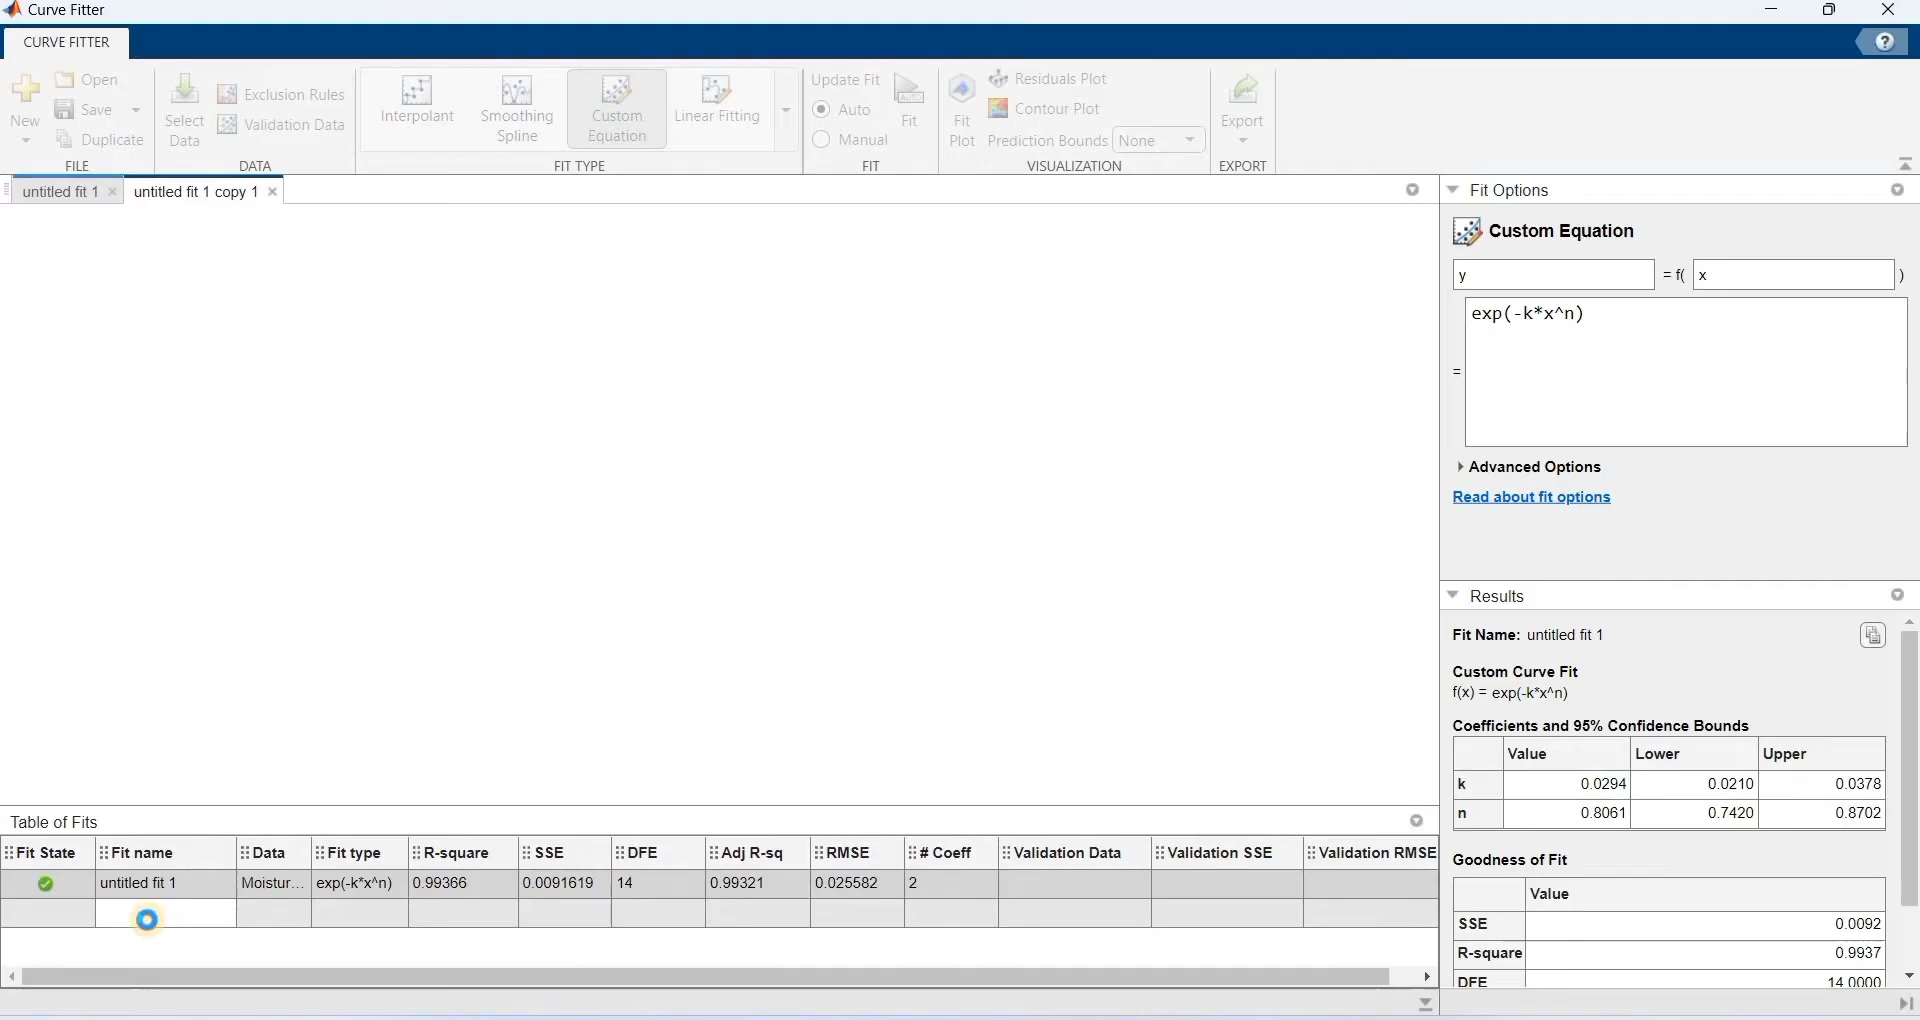 Curve Fitter
CURVE FITTER
?
New
Open
Save
Duplicate
FILE
Select
Data
Exclusion Rules
Validation Data
DATA
Interpolant
Smoothing
Spline
Custom
Equation
Linear Fitting
FIT TYPE
Update Fit
Auto
Manual
AUTO
Fit
FIT
Fit
Plot
Residuals Plot
Contour Plot
Prediction Bounds None
VISUALIZATION
Export
EXPORT
untitled fit 1
untitled fit 1 copy 1
Fit Options
Custom Equation
y = f( x )
= exp(-k*x^n)
Advanced Options
Read about fit options
Results
Fit Name: untitled fit 1
Custom Curve Fit
f(x) = exp(-k*x^n)
Coefficients and 95% Confidence Bounds
Value Lower Upper
k 0.0294 0.0210 0.0378
n 0.8061 0.7420 0.8702
Goodness of Fit
Value
SSE 0.0092
R-square 0.9937
DFE 14.0000
Table of Fits
Fit State Fit name Data Fit type R-square SSE DFE Adj R-sq RMSE # Coeff Validation Data Validation SSE Validation RMSE
untitled fit 1 Moistur... exp(-k*x^n) 0.99366 0.0091619 14 0.99321 0.025582 2